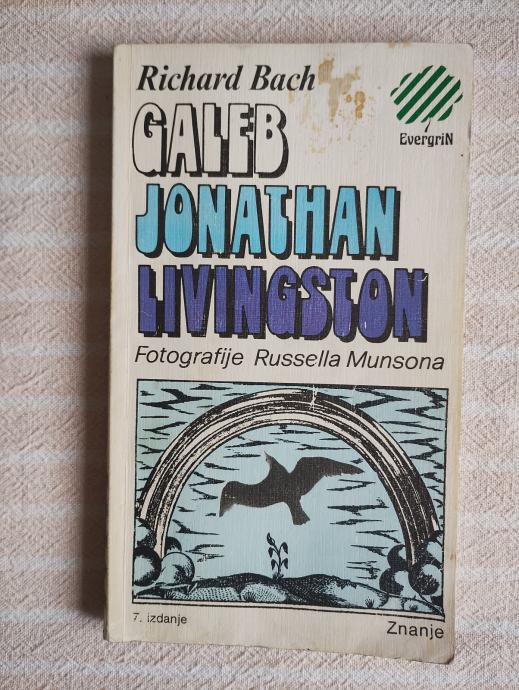 Richard Bach
EvergriN
GALEB
JONATHAN
LIVINGSTON
Fotografije Russella Munsona
7. izdanje
Znanje